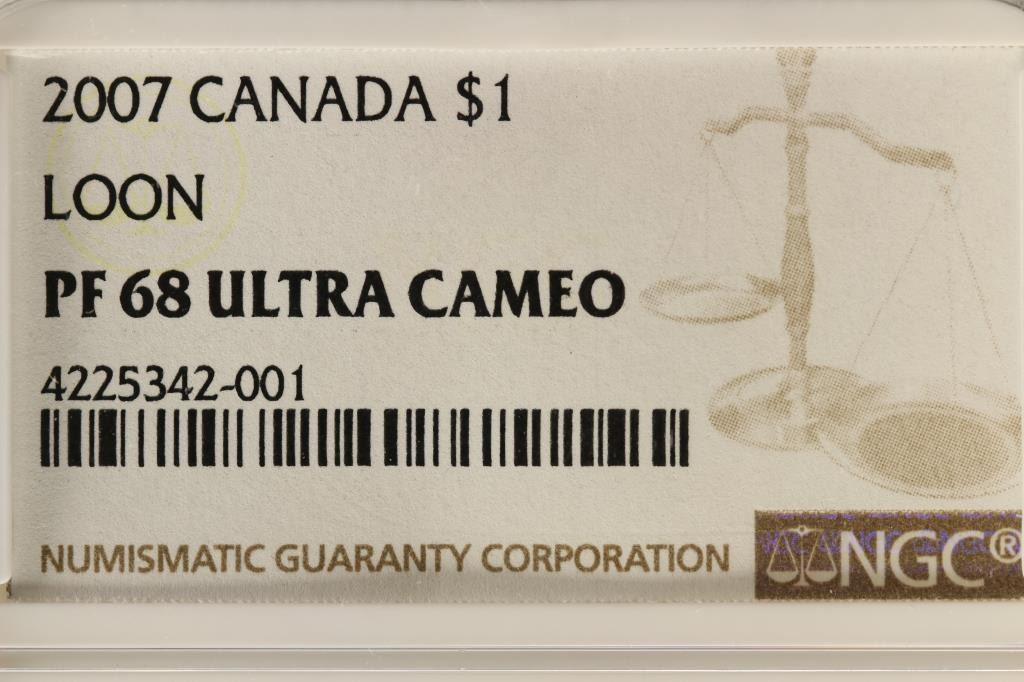 2007 CANADA $1
LOON
PF 68 ULTRA CAMEO
4225342-001
NUMISMATIC GUARANTY CORPORATION
NGC®